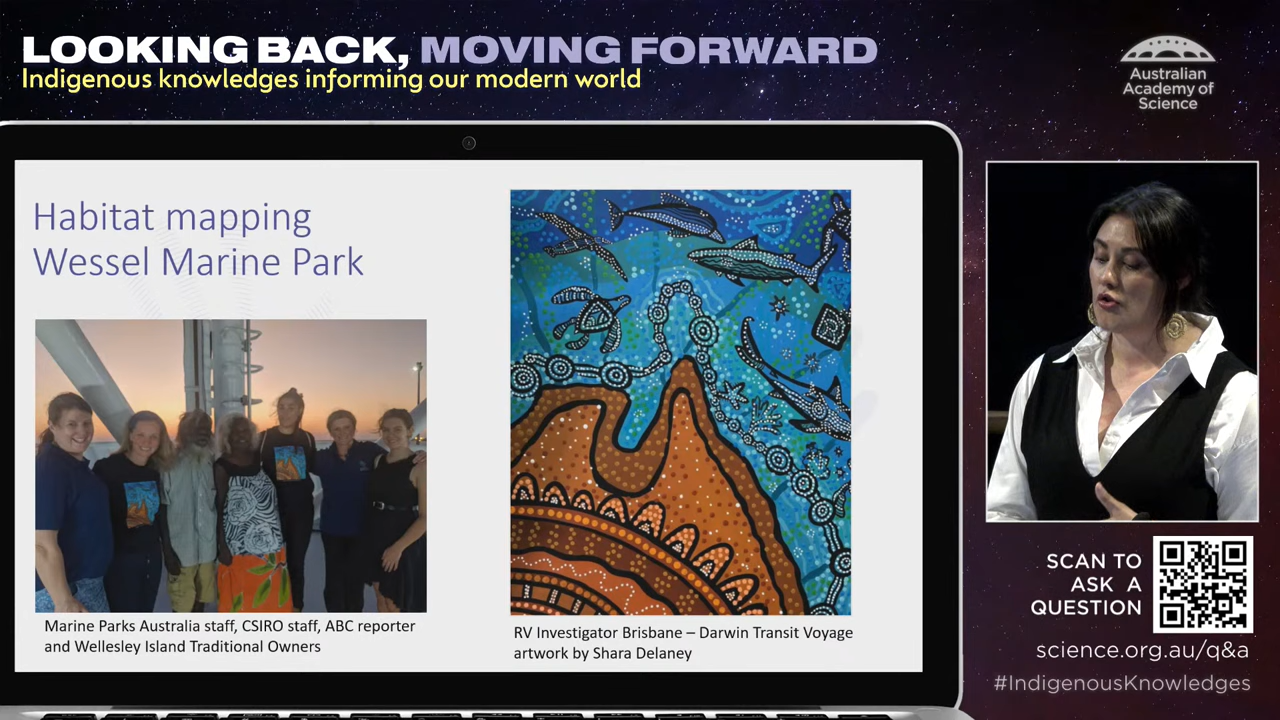 LOOKING BACK, MOVING FORWARD
Indigenous knowledges informing our modern world
Australian
Academy of
Science
Habitat mapping
Wessel Marine Park
Marine Parks Australia staff, CSIRO staff, ABC reporter
and Wellesley Island Traditional Owners
RV Investigator Brisbane – Darwin Transit Voyage
artwork by Shara Delaney
SCAN TO
ASK A
QUESTION
science.org.au/q&a
#IndigenousKnowledges